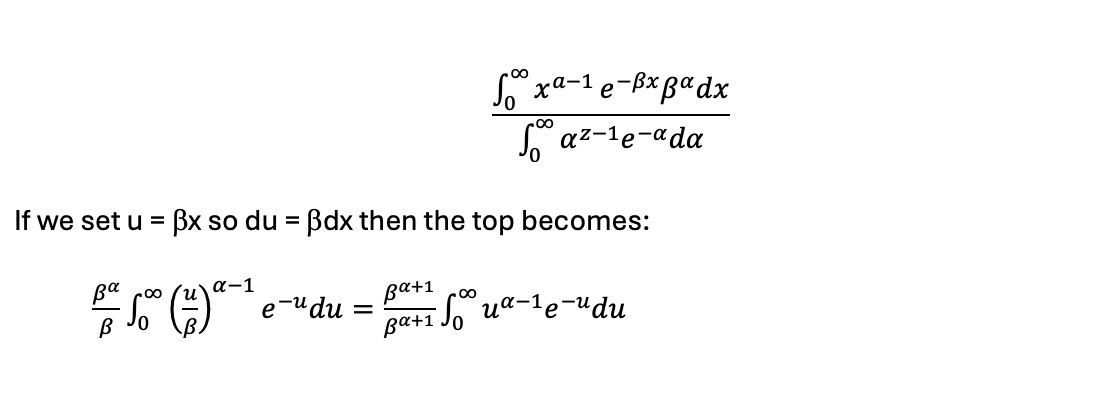 ∫₀^∞ x^{a−1} e^{−βx} β^α dx
∫₀^∞ α^{z−1} e^{−α} dα
If we set u = βx so du = βdx then the top becomes:
β^α/β ∫₀^∞ (u/β)^{α−1} e^{−u} du = β^{α+1}/β^{α+1} ∫₀^∞ u^{α−1} e^{−u} du